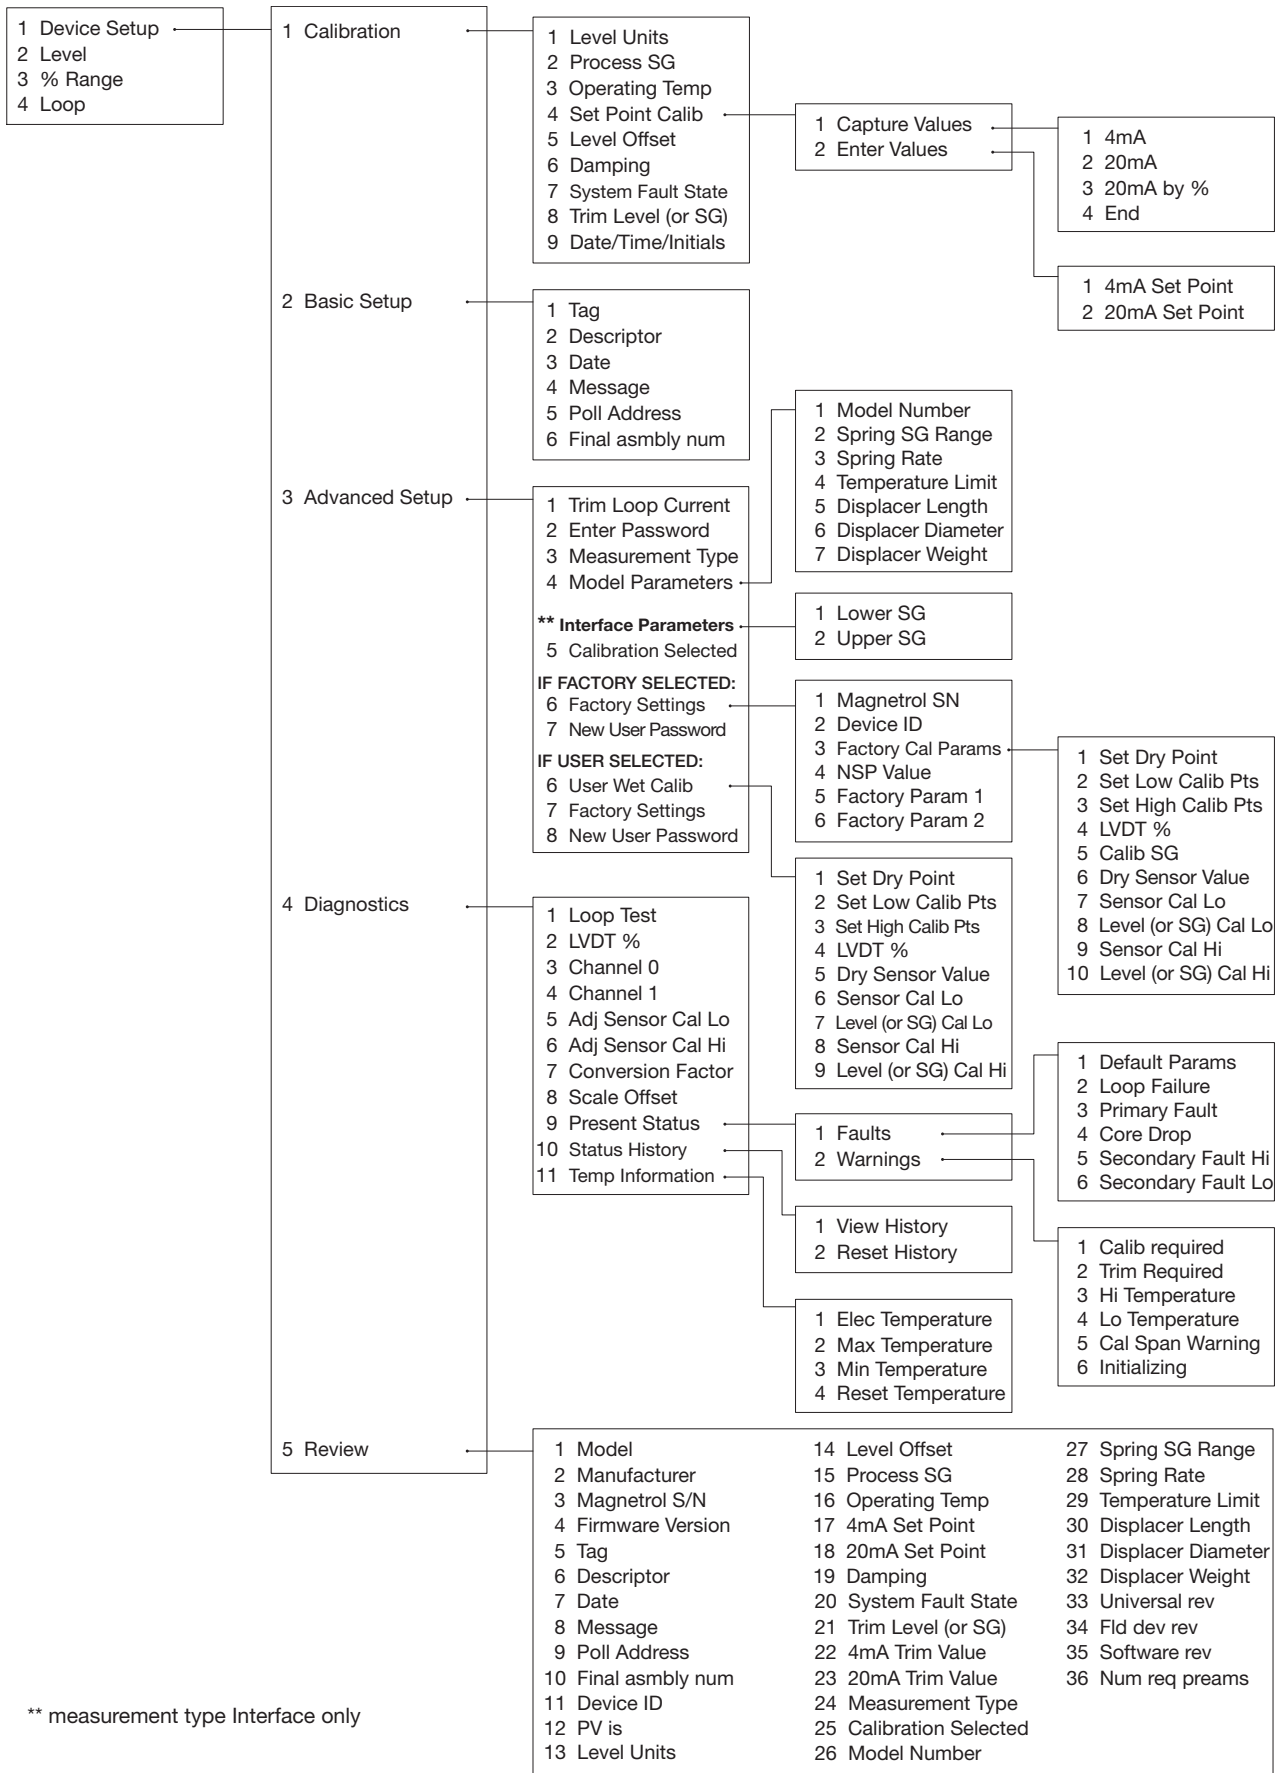 1 Device Setup
2 Level
3 % Range
4 Loop
1 Calibration
2 Basic Setup
3 Advanced Setup
4 Diagnostics
5 Review
1 Level Units
2 Process SG
3 Operating Temp
4 Set Point Calib
5 Level Offset
6 Damping
7 System Fault State
8 Trim Level (or SG)
9 Date/Time/Initials
1 Capture Values
2 Enter Values
1 4mA
2 20mA
3 20mA by %
4 End
1 4mA Set Point
2 20mA Set Point
1 Tag
2 Descriptor
3 Date
4 Message
5 Poll Address
6 Final asmbly num
1 Trim Loop Current
2 Enter Password
3 Measurement Type
4 Model Parameters
** Interface Parameters
5 Calibration Selected
IF FACTORY SELECTED:
6 Factory Settings
7 New User Password
IF USER SELECTED:
6 User Wet Calib
7 Factory Settings
8 New User Password
1 Model Number
2 Spring SG Range
3 Spring Rate
4 Temperature Limit
5 Displacer Length
6 Displacer Diameter
7 Displacer Weight
1 Lower SG
2 Upper SG
1 Magnetrol SN
2 Device ID
3 Factory Cal Params
4 NSP Value
5 Factory Param 1
6 Factory Param 2
1 Set Dry Point
2 Set Low Calib Pts
3 Set High Calib Pts
4 LVDT %
5 Calib SG
6 Dry Sensor Value
7 Sensor Cal Lo
8 Level (or SG) Cal Lo
9 Sensor Cal Hi
10 Level (or SG) Cal Hi
1 Set Dry Point
2 Set Low Calib Pts
3 Set High Calib Pts
4 LVDT %
5 Dry Sensor Value
6 Sensor Cal Lo
7 Level (or SG) Cal Lo
8 Sensor Cal Hi
9 Level (or SG) Cal Hi
1 Loop Test
2 LVDT %
3 Channel 0
4 Channel 1
5 Adj Sensor Cal Lo
6 Adj Sensor Cal Hi
7 Conversion Factor
8 Scale Offset
9 Present Status
10 Status History
11 Temp Information
1 Faults
2 Warnings
1 Default Params
2 Loop Failure
3 Primary Fault
4 Core Drop
5 Secondary Fault Hi
6 Secondary Fault Lo
1 Calib required
2 Trim Required
3 Hi Temperature
4 Lo Temperature
5 Cal Span Warning
6 Initializing
1 View History
2 Reset History
1 Elec Temperature
2 Max Temperature
3 Min Temperature
4 Reset Temperature
1 Model
2 Manufacturer
3 Magnetrol S/N
4 Firmware Version
5 Tag
6 Descriptor
7 Date
8 Message
9 Poll Address
10 Final asmbly num
11 Device ID
12 PV is
13 Level Units
14 Level Offset
15 Process SG
16 Operating Temp
17 4mA Set Point
18 20mA Set Point
19 Damping
20 System Fault State
21 Trim Level (or SG)
22 4mA Trim Value
23 20mA Trim Value
24 Measurement Type
25 Calibration Selected
26 Model Number
27 Spring SG Range
28 Spring Rate
29 Temperature Limit
30 Displacer Length
31 Displacer Diameter
32 Displacer Weight
33 Universal rev
34 Fld dev rev
35 Software rev
36 Num req preams
** measurement type Interface only